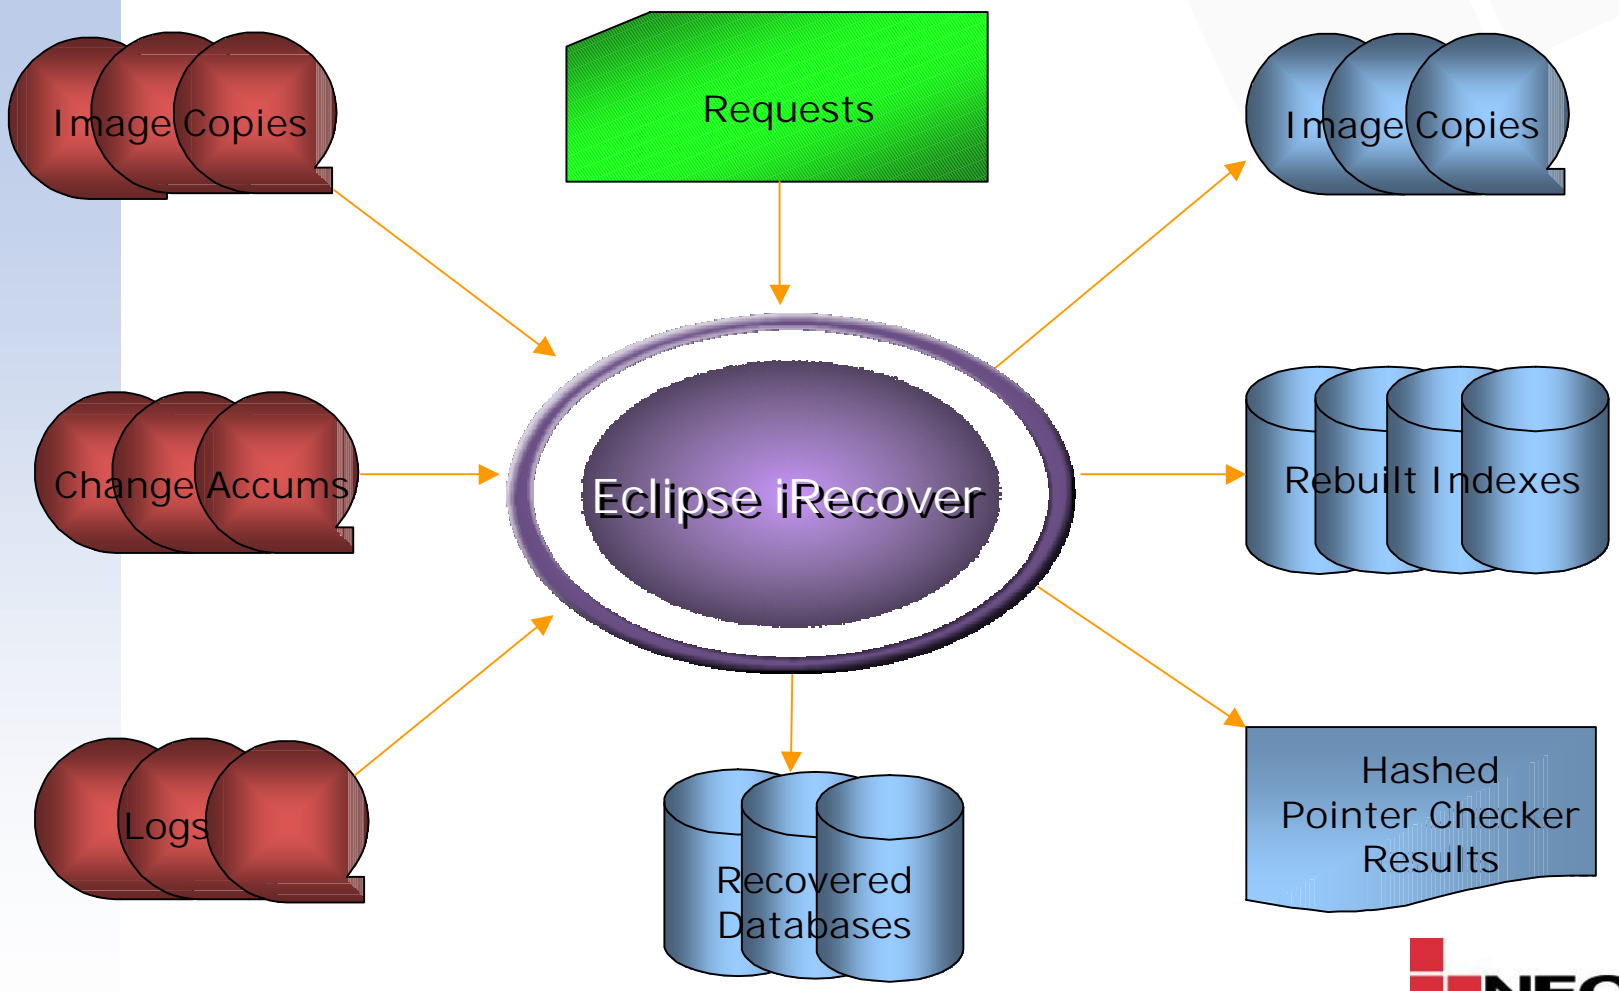 Image Copies
Requests
Image Copies
Change Accums
Eclipse iRecover
Rebuilt Indexes
Logs
Recovered
Databases
Hashed
Pointer Checker
Results